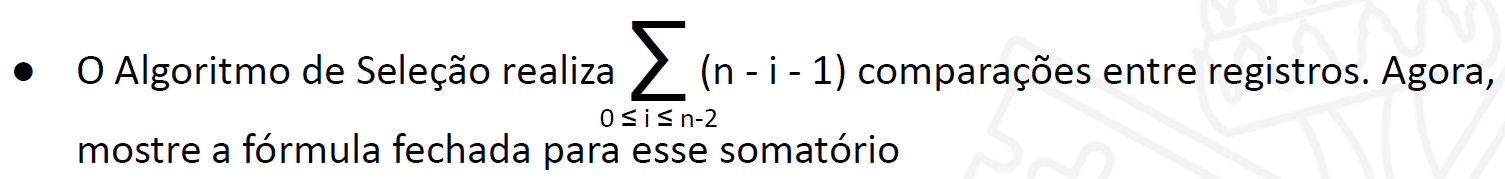 ● O Algoritmo de Seleção realiza ∑ (n - i - 1) comparações entre registros. Agora,
0 ≤ i ≤ n-2
mostre a fórmula fechada para esse somatório